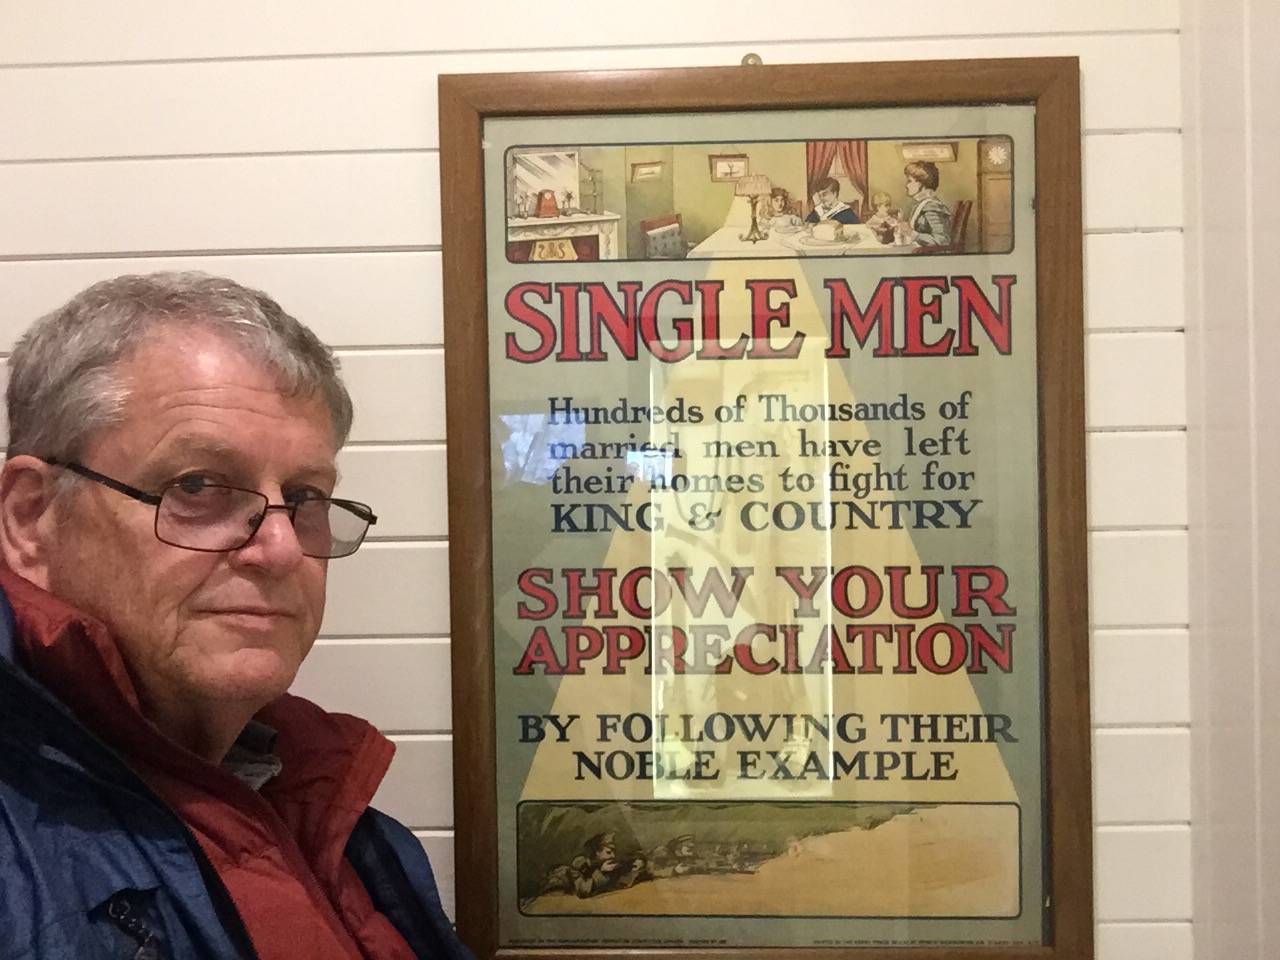 SINGLE MEN
Hundreds of Thousands of
married men have left
their homes to fight for
KING & COUNTRY
SHOW YOUR
APPRECIATION
BY FOLLOWING THEIR
NOBLE EXAMPLE